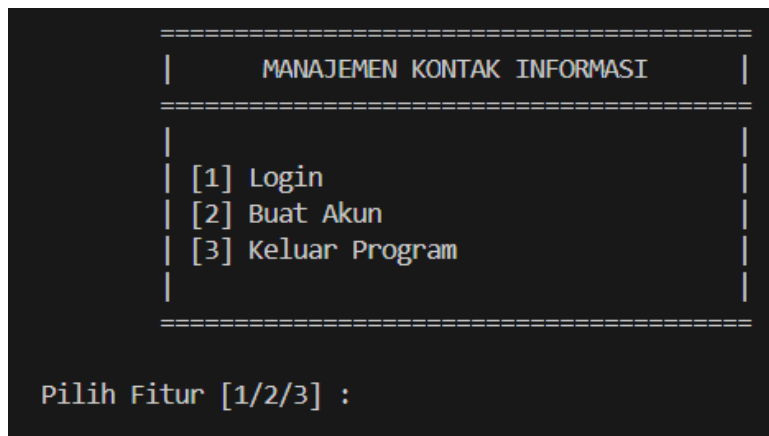 ========================================
| MANAJEMEN KONTAK INFORMASI |
========================================
| |
| [1] Login |
| [2] Buat Akun |
| [3] Keluar Program |
| |
========================================
Pilih Fitur [1/2/3] :